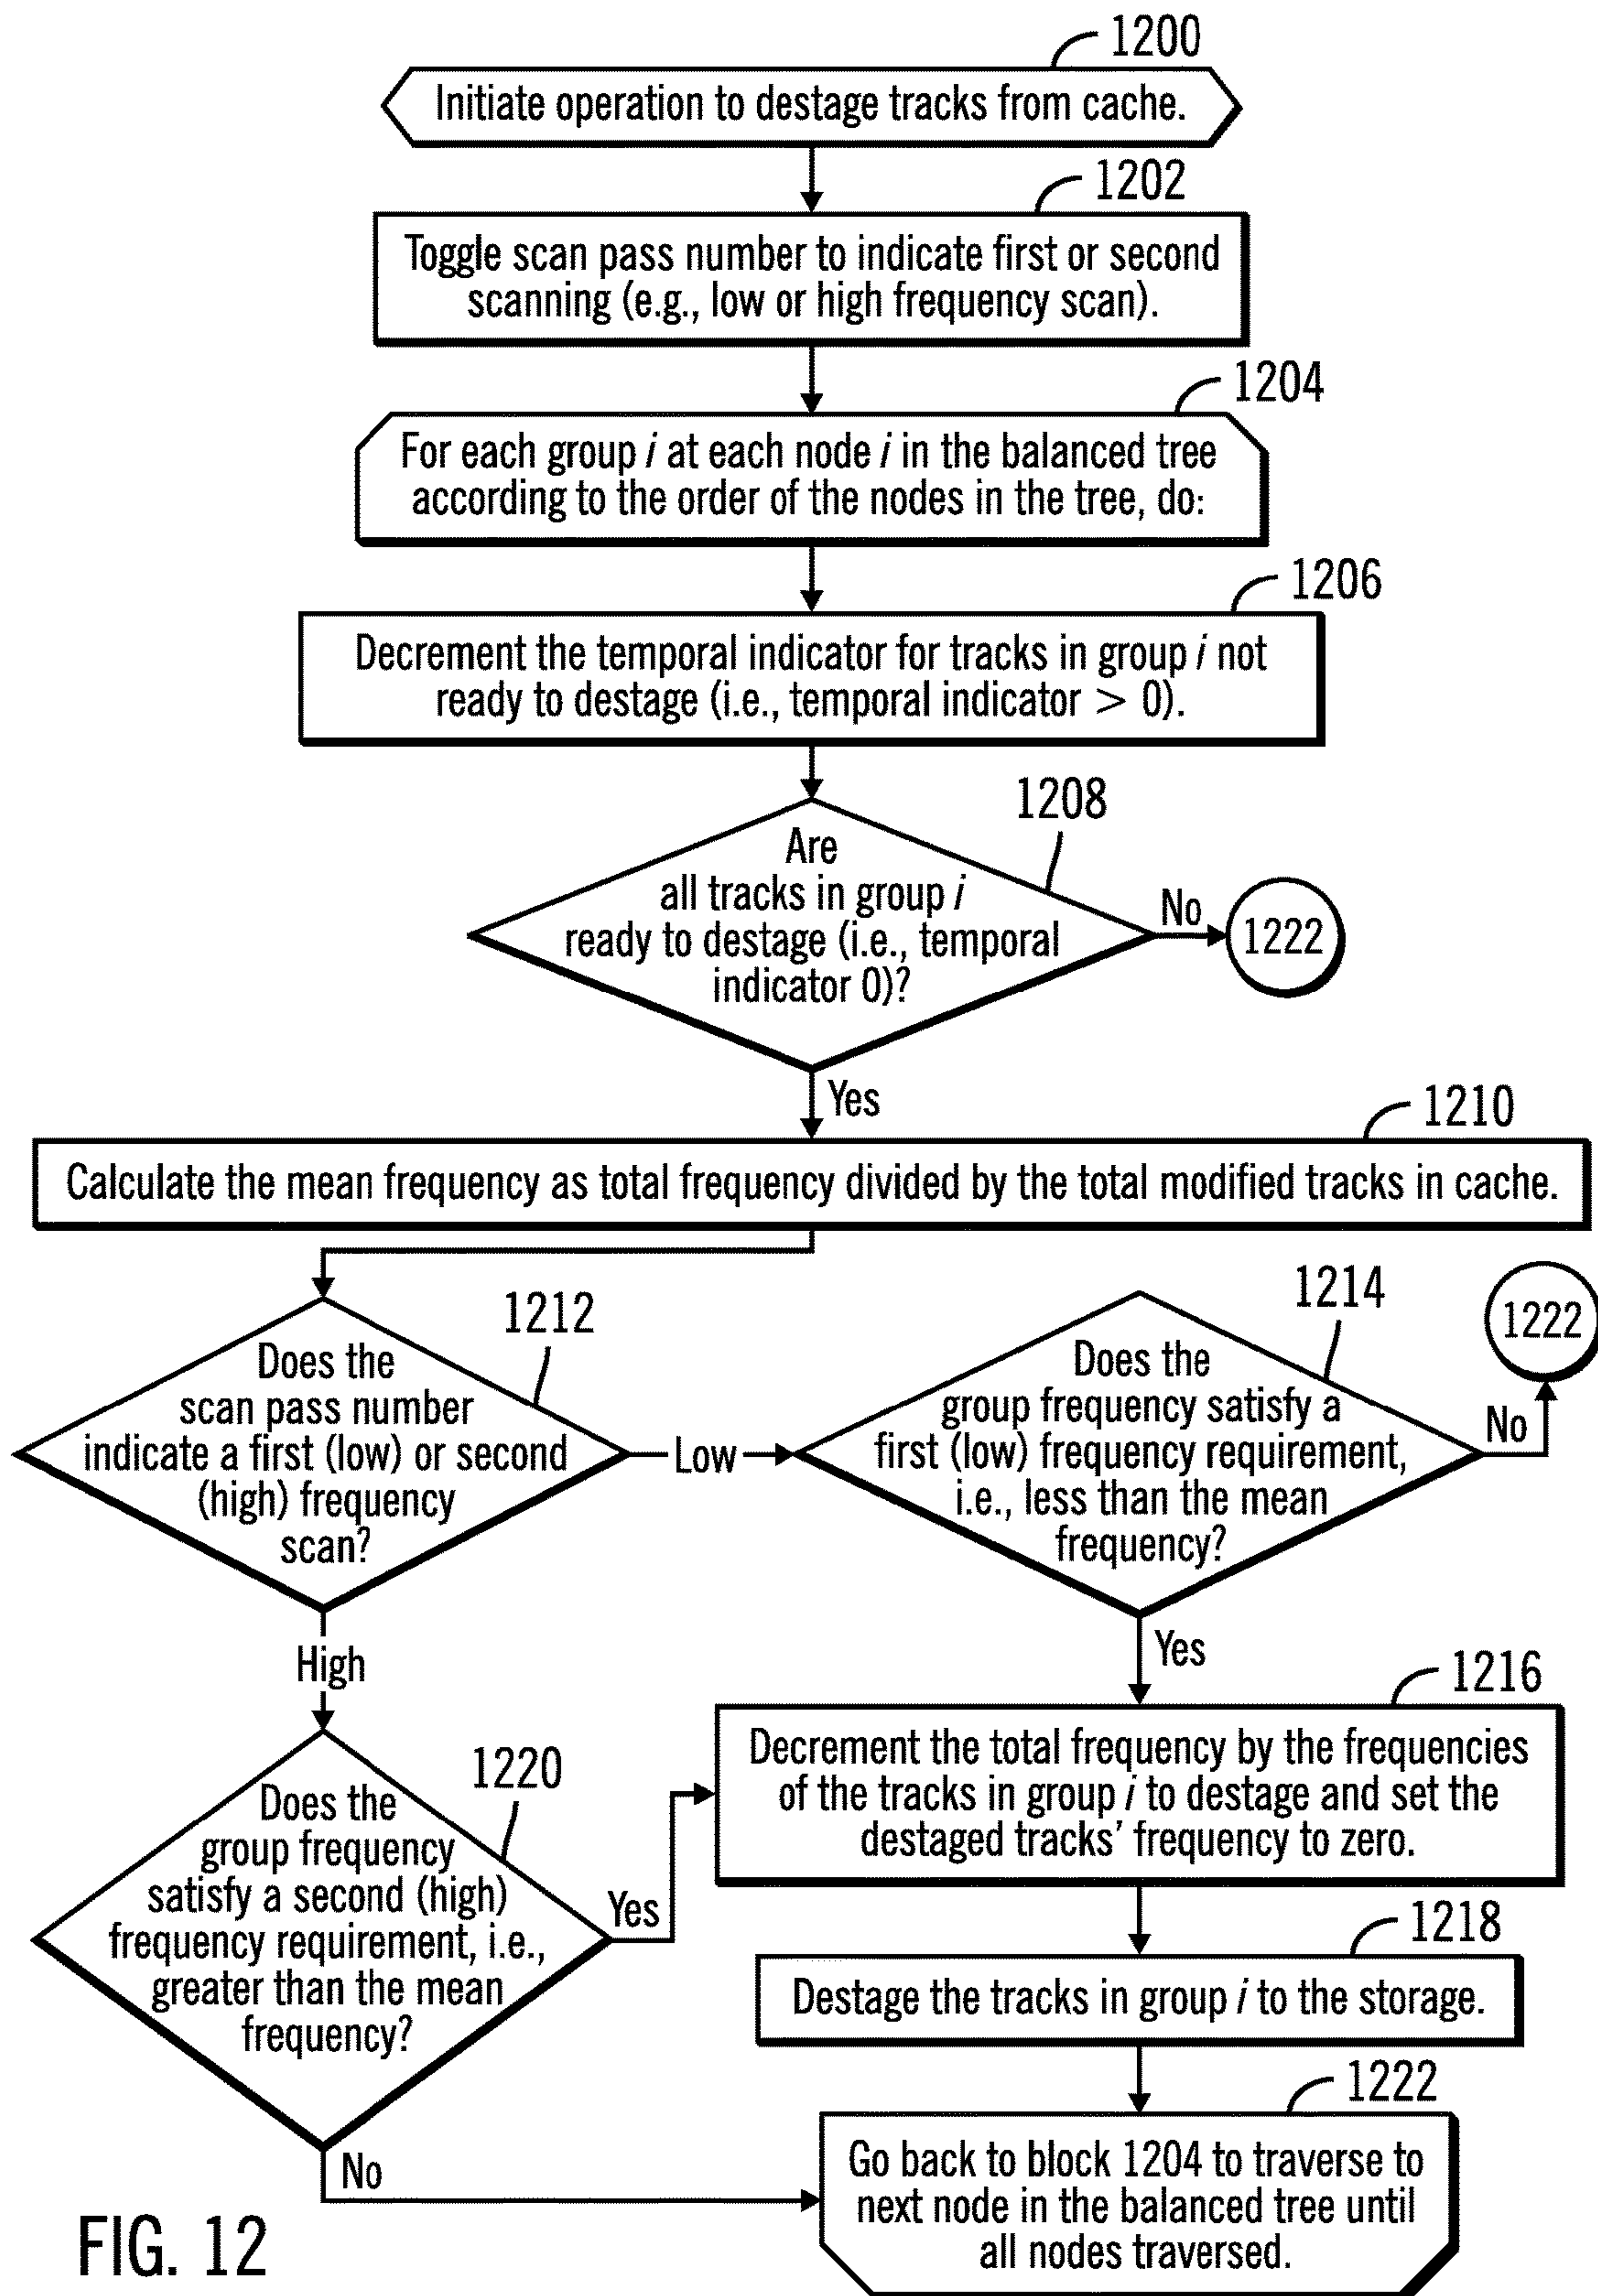 1200
Initiate operation to destage tracks from cache.
1202
Toggle scan pass number to indicate first or second
scanning (e.g., low or high frequency scan).
1204
For each group i at each node i in the balanced tree
according to the order of the nodes in the tree, do:
1206
Decrement the temporal indicator for tracks in group i not
ready to destage (i.e., temporal indicator > 0).
1208
Are
all tracks in group i
ready to destage (i.e., temporal
indicator 0)?
No
1222
Yes
1210
Calculate the mean frequency as total frequency divided by the total modified tracks in cache.
1212
Does the
scan pass number
indicate a first (low) or second
(high) frequency
scan?
Low
1214
Does the
group frequency satisfy a
first (low) frequency requirement,
i.e., less than the mean
frequency?
No
1222
High
Yes
1216
Decrement the total frequency by the frequencies
of the tracks in group i to destage and set the
destaged tracks' frequency to zero.
1220
Does the
group frequency
satisfy a second (high)
frequency requirement, i.e.,
greater than the mean
frequency?
Yes
1218
Destage the tracks in group i to the storage.
No
1222
Go back to block 1204 to traverse to
next node in the balanced tree until
all nodes traversed.
FIG. 12